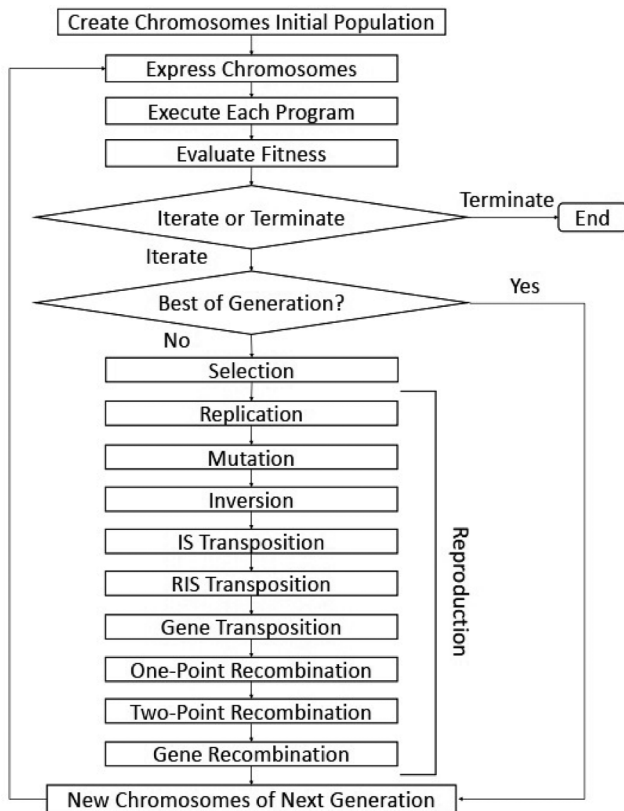 Create Chromosomes Initial Population
Express Chromosomes
Execute Each Program
Evaluate Fitness
Iterate or Terminate
Terminate
End
Iterate
Best of Generation?
Yes
No
Selection
Replication
Mutation
Inversion
IS Transposition
RIS Transposition
Gene Transposition
One-Point Recombination
Two-Point Recombination
Gene Recombination
Reproduction
New Chromosomes of Next Generation